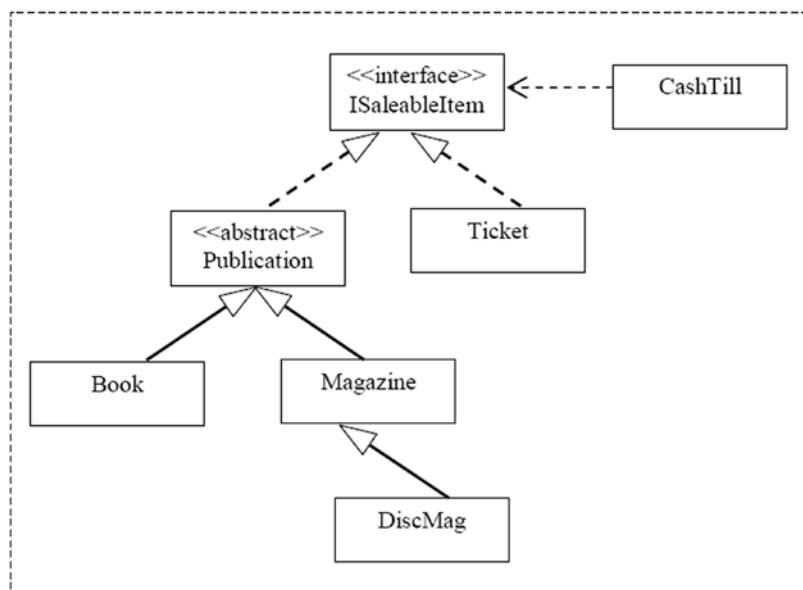 <<interface>>
ISaleableItem
CashTill
<<abstract>>
Publication
Ticket
Book
Magazine
DiscMag